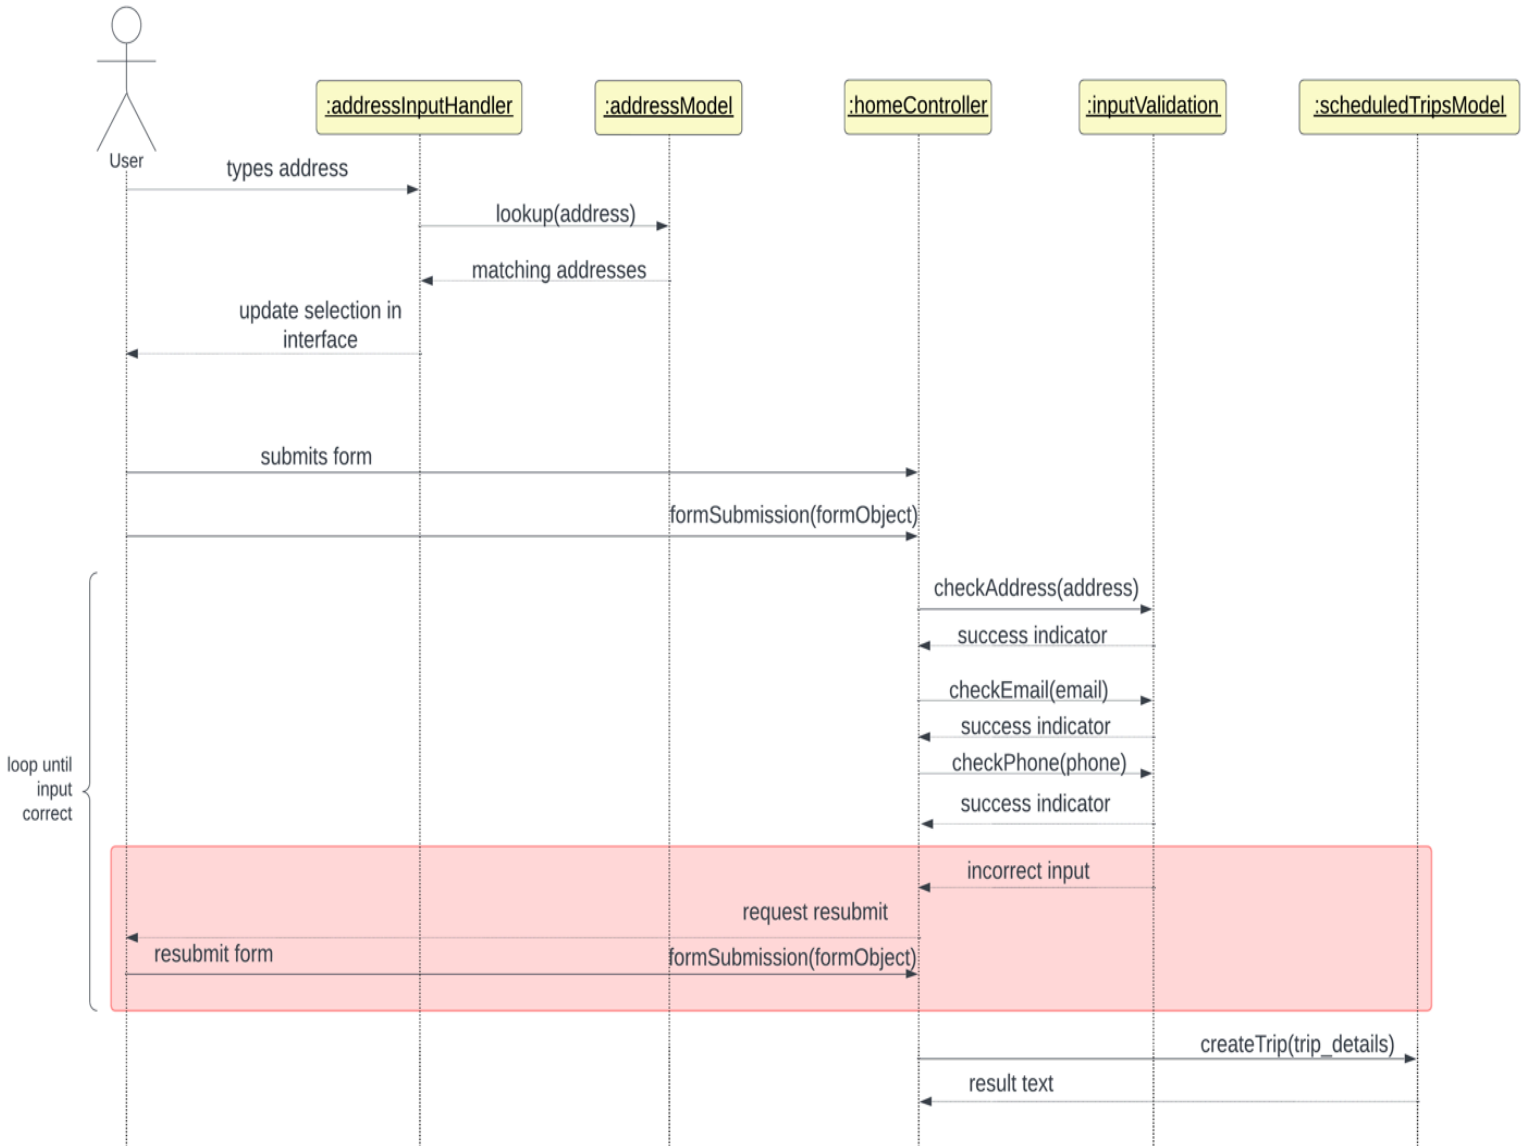 :addressInputHandler
:addressModel
:homeController
:inputValidation
:scheduledTripsModel
User
types address
lookup(address)
matching addresses
update selection in
interface
submits form
formSubmission(formObject)
checkAddress(address)
success indicator
checkEmail(email)
success indicator
checkPhone(phone)
success indicator
loop until
input
correct
incorrect input
request resubmit
resubmit form
formSubmission(formObject)
createTrip(trip_details)
result text